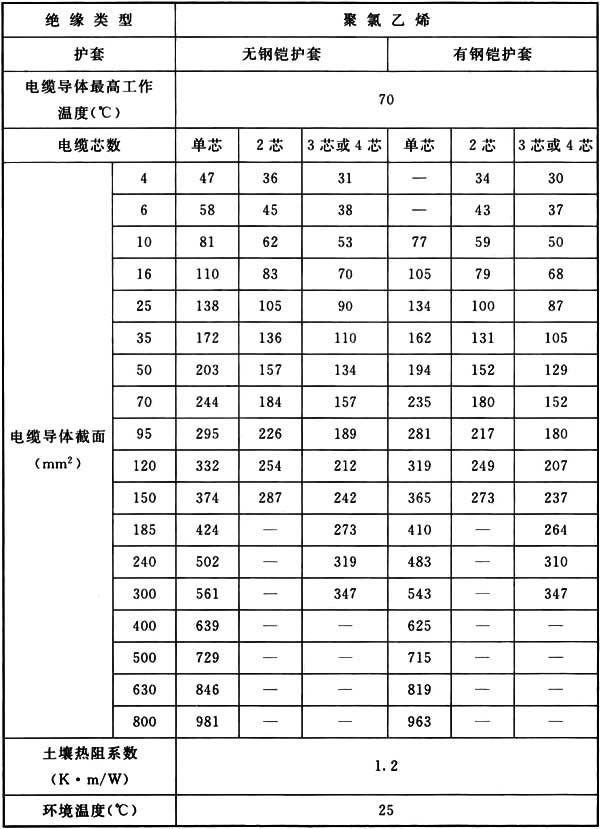 绝缘类型 聚氯乙烯
护套 无钢铠护套 有钢铠护套
电缆导体最高工作
温度(℃) 70
电缆芯数 单芯 2芯 3芯或4芯 单芯 2芯 3芯或4芯
4 47 36 31 — 34 30
6 58 45 38 — 43 37
10 81 62 53 77 59 50
16 110 83 70 105 79 68
25 138 105 90 134 100 87
35 172 136 110 162 131 105
50 203 157 134 194 152 129
70 244 184 157 235 180 152
电缆导体截面 95 295 226 189 281 217 180
(mm²) 120 332 254 212 319 249 207
150 374 287 242 365 273 237
185 424 — 273 410 — 264
240 502 — 319 483 — 310
300 561 — 347 543 — 347
400 639 — — 625 — —
500 729 — — 715 — —
630 846 — — 819 — —
800 981 — — 963 — —
土壤热阻系数
(K·m/W) 1.2
环境温度(℃) 25